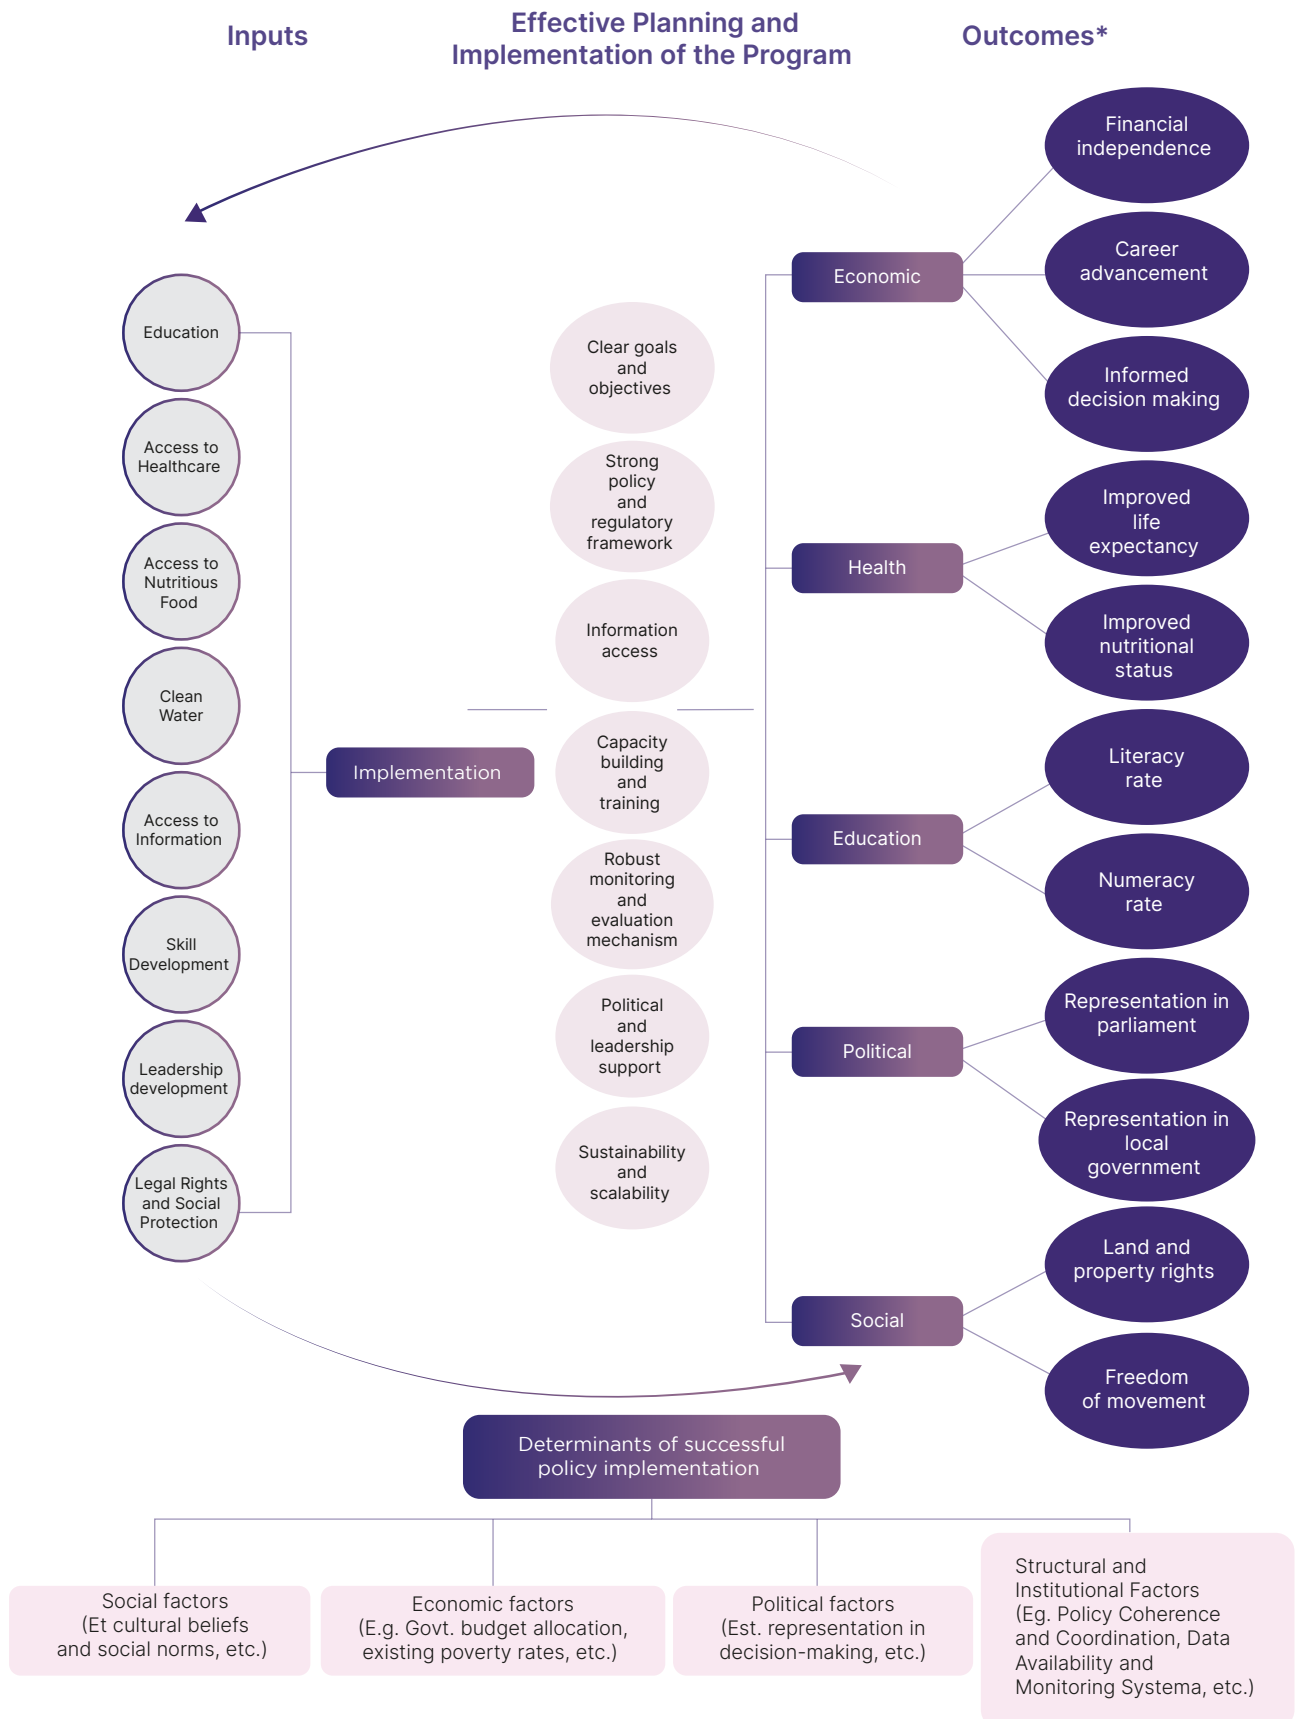 Inputs
Effective Planning and
Implementation of the Program
Outcomes*
Education
Access to
Healthcare
Access to
Nutritious
Food
Clean
Water
Access to
Information
Skill
Development
Leadership
development
Legal Rights
and Social
Protection
Implementation
Clear goals
and
objectives
Strong
policy
and
regulatory
framework
Information
access
Capacity
building
and
training
Robust
monitoring
and
evaluation
mechanism
Political
and
leadership
support
Sustainability
and
scalability
Economic
Financial
independence
Career
advancement
Informed
decision making
Health
Improved
life
expectancy
Improved
nutritional
status
Education
Literacy
rate
Numeracy
rate
Political
Representation in
parliament
Representation in
local
government
Social
Land and
property rights
Freedom
of movement
Determinants of successful
policy implementation
Social factors
(Et cultural beliefs
and social norms, etc.)
Economic factors
(E.g. Govt. budget allocation,
existing poverty rates, etc.)
Political factors
(Est. representation in
decision-making, etc.)
Structural and
Institutional Factors
(Eg. Policy Coherence
and Coordination, Data
Availability and
Monitoring Systema, etc.)